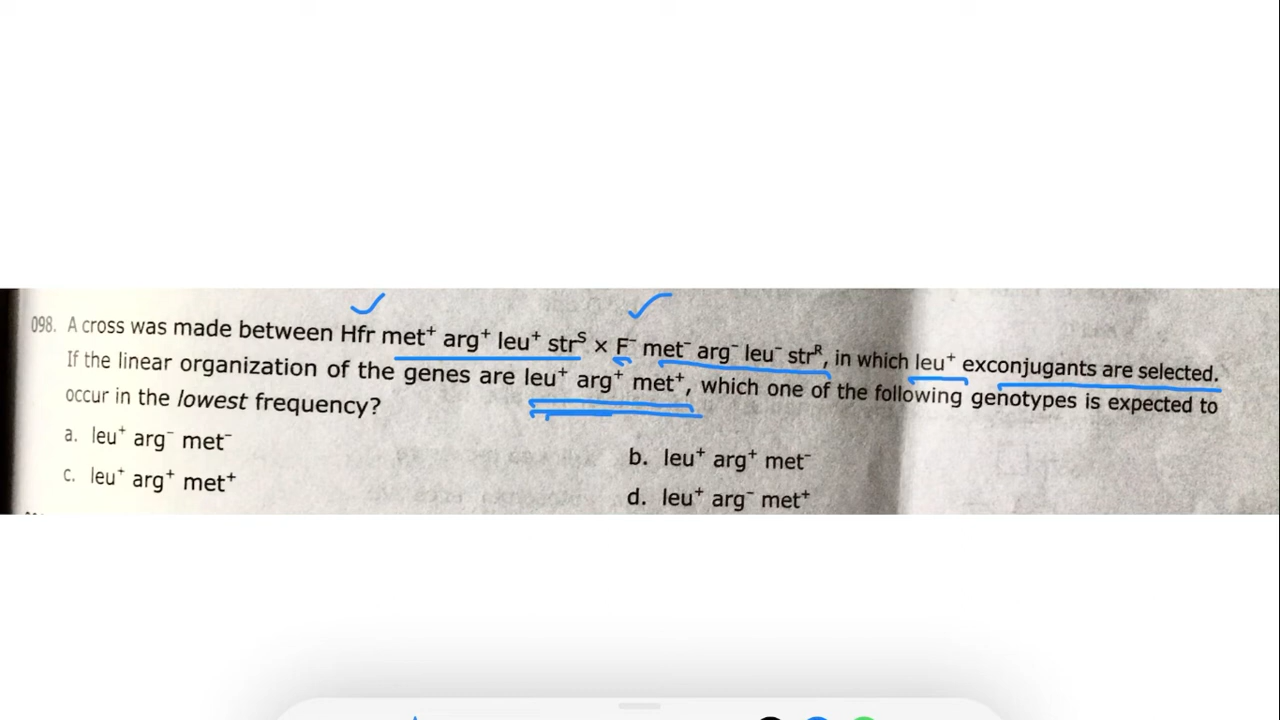 098. A cross was made between Hfr met⁺ arg⁺ leu⁺ strˢ × F⁻ met⁻ arg⁻ leu⁻ strᴿ, in which leu⁺ exconjugants are selected.
If the linear organization of the genes are leu⁺ arg⁺ met⁺, which one of the following genotypes is expected to
occur in the lowest frequency?
a. leu⁺ arg⁻ met⁻
b. leu⁺ arg⁺ met⁻
c. leu⁺ arg⁺ met⁺
d. leu⁺ arg⁻ met⁺